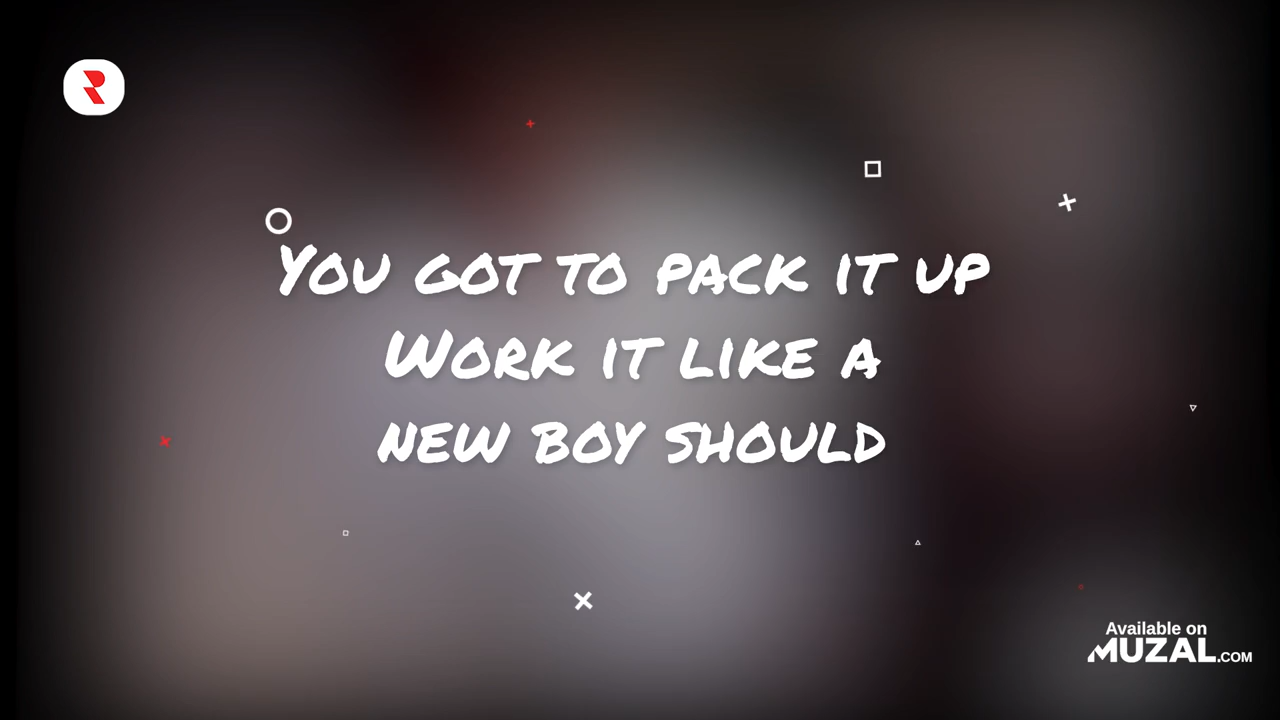 You got to pack it up
Work it like a
new boy should
Available on
MUZAL.COM